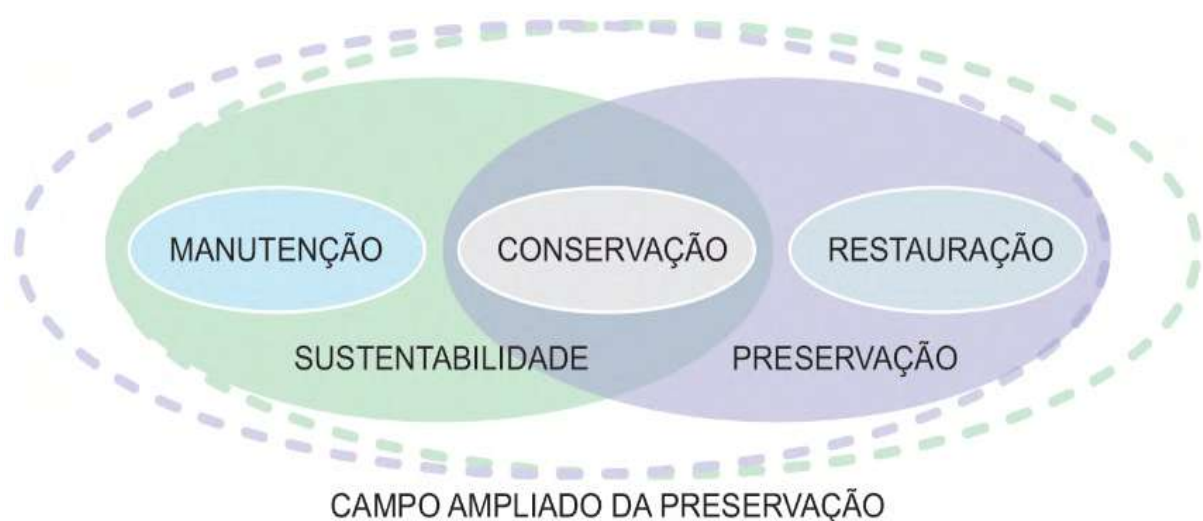 MANUTENÇÃO CONSERVAÇÃO RESTAURAÇÃO
SUSTENTABILIDADE PRESERVAÇÃO
CAMPO AMPLIADO DA PRESERVAÇÃO